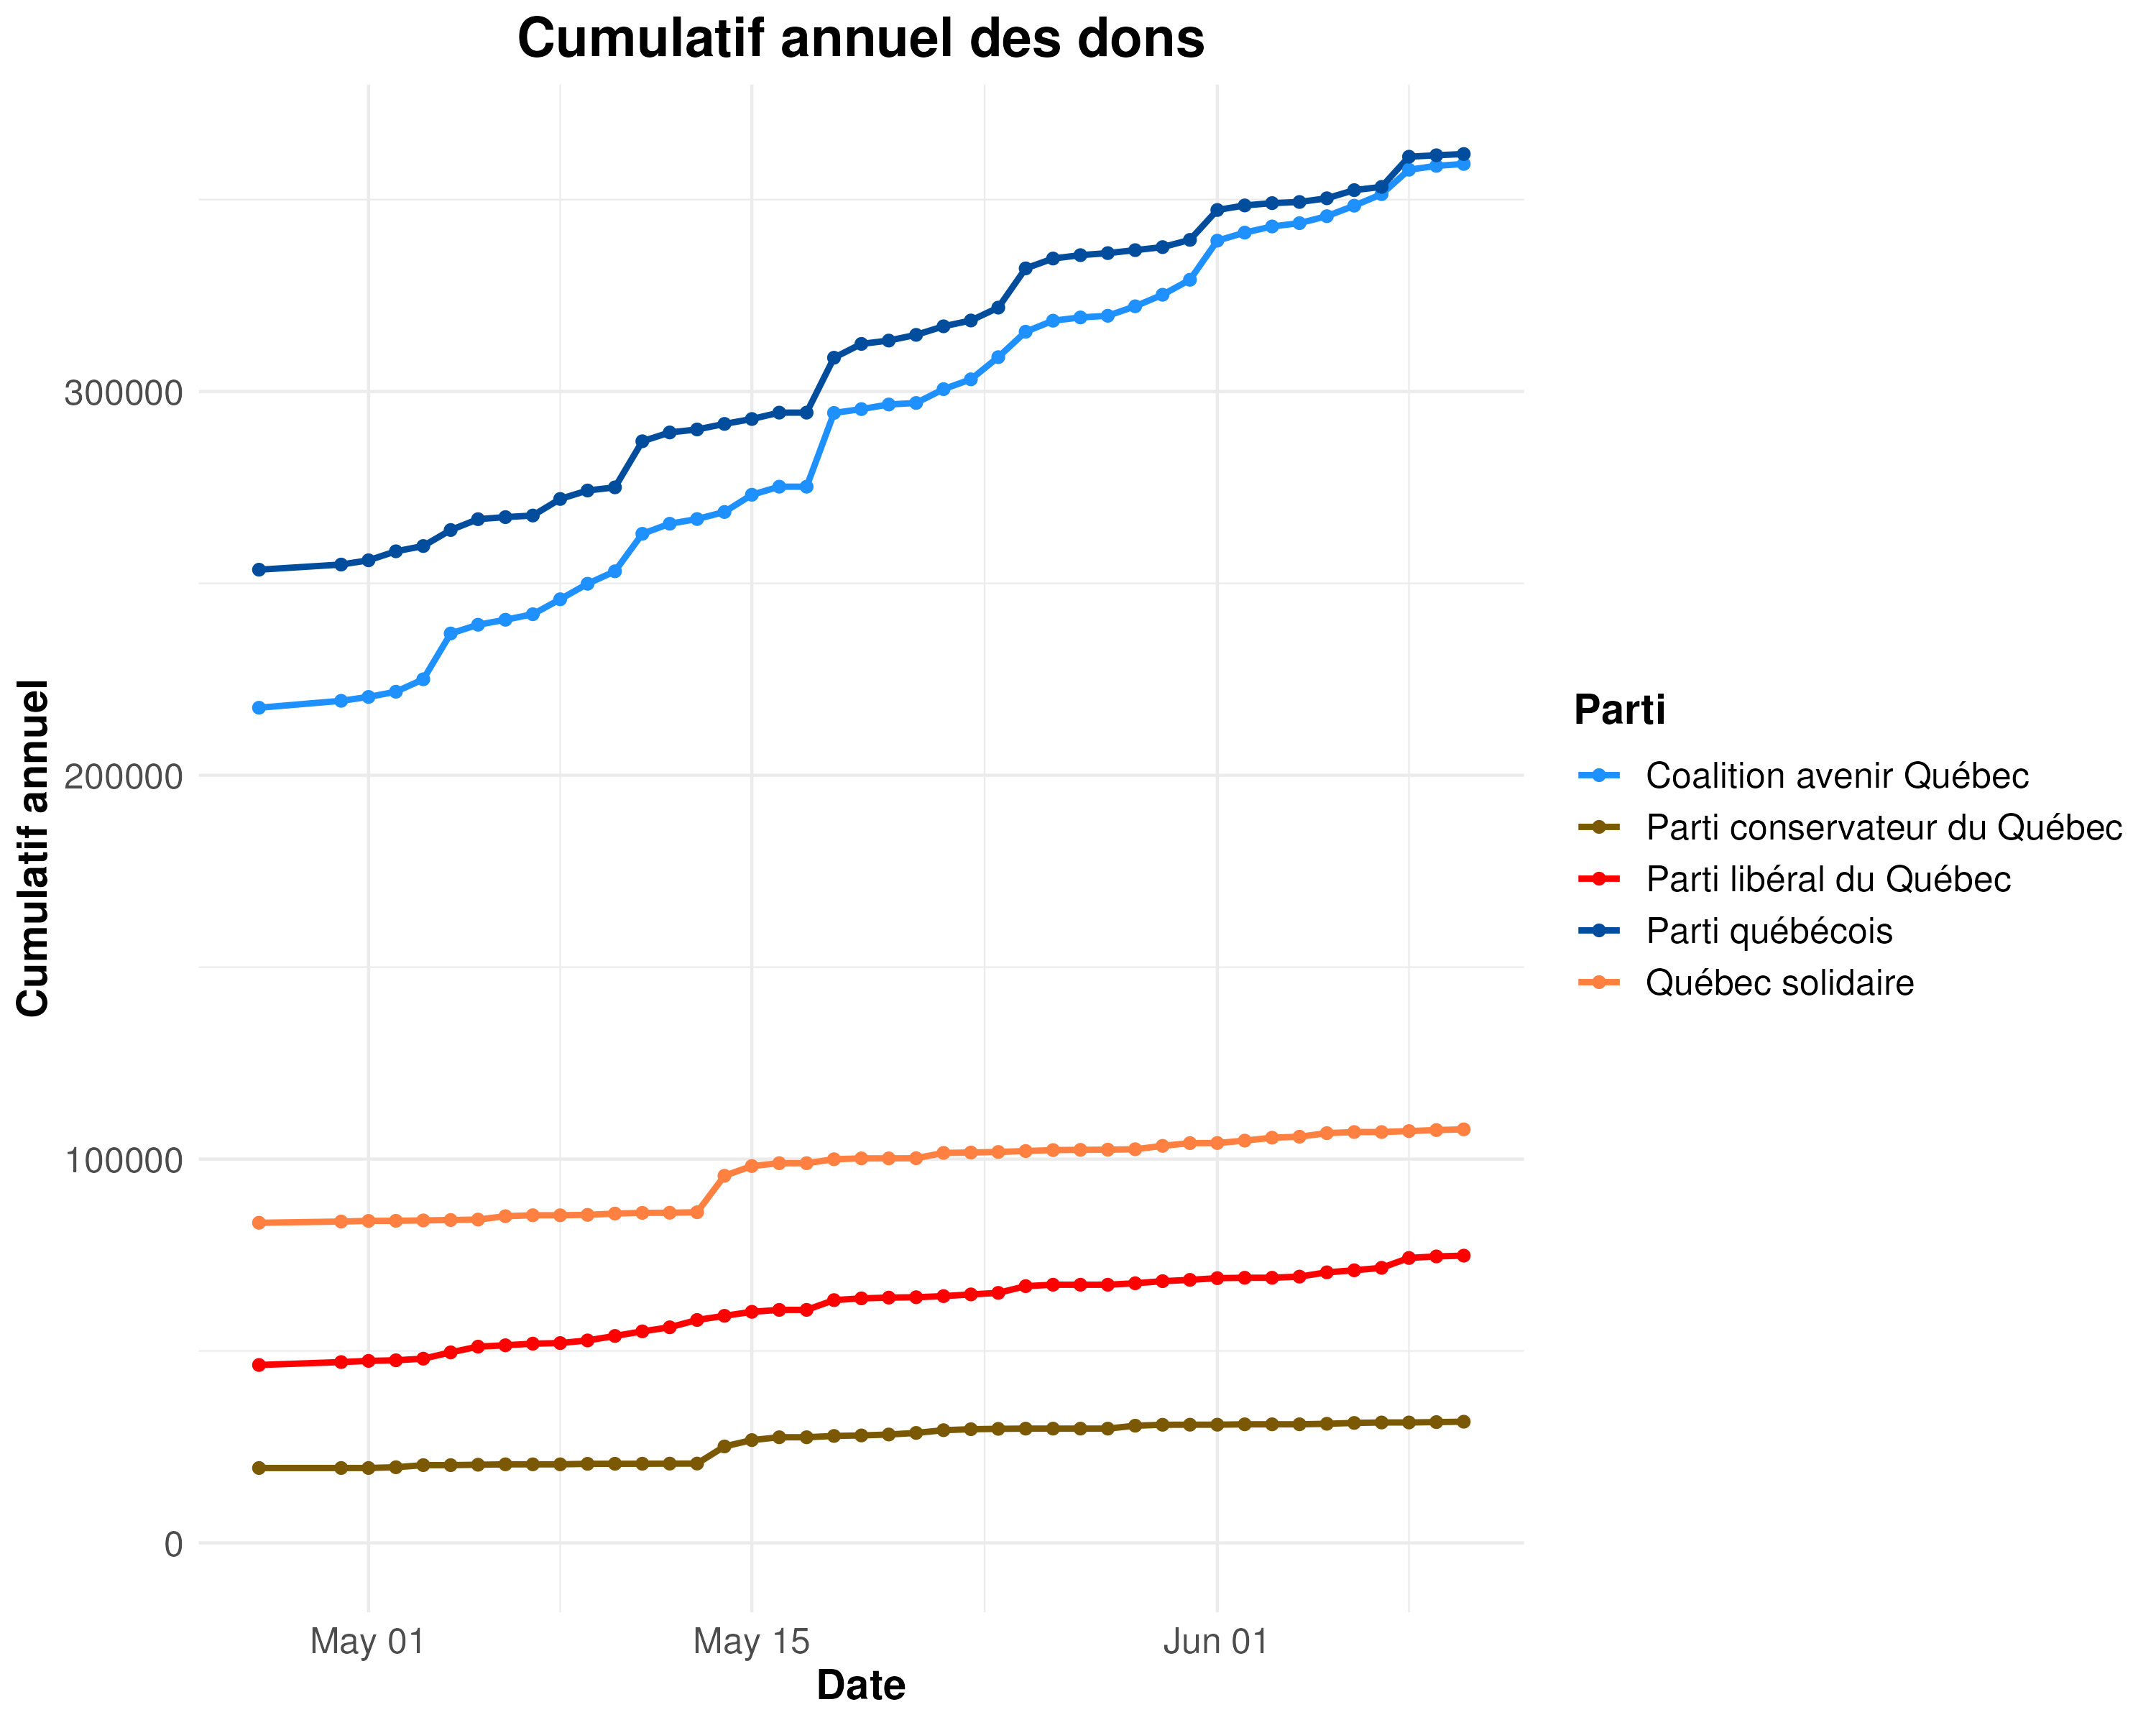 Cumulatif annuel des dons
Cumulatif annuel
300000
200000
100000
0
May 01
May 15
Jun 01
Date
Parti
Coalition avenir Québec
Parti conservateur du Québec
Parti libéral du Québec
Parti québécois
Québec solidaire